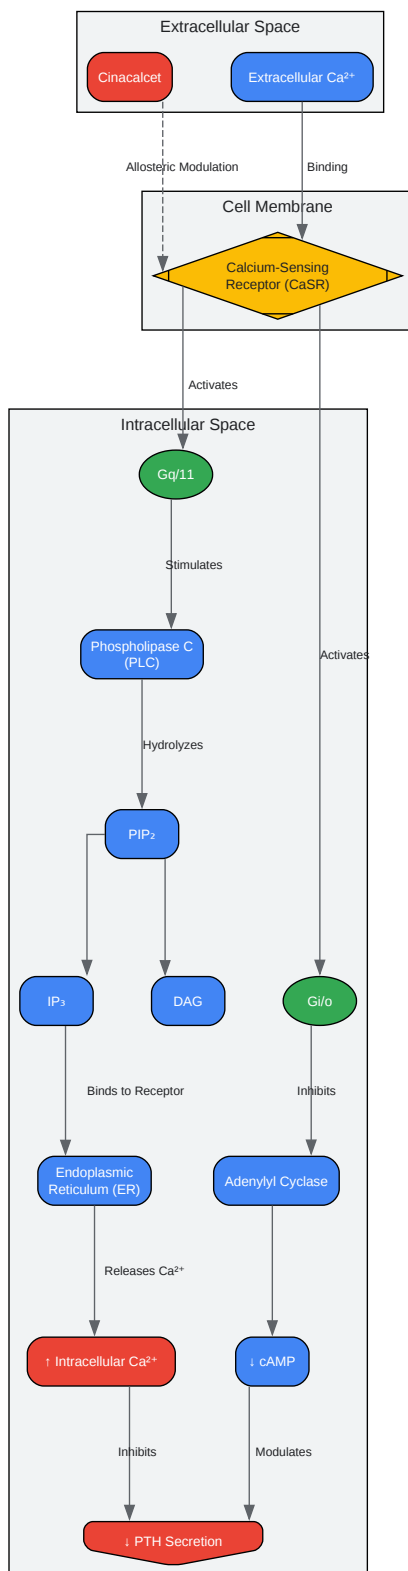 Extracellular Space
Cinacalcet
Extracellular Ca²⁺
Allosteric Modulation
Binding
Cell Membrane
Calcium-Sensing
Receptor (CaSR)
Activates
Intracellular Space
Gq/11
Stimulates
Phospholipase C
(PLC)
Activates
Hydrolyzes
PIP₂
IP₃
DAG
Gi/o
Binds to Receptor
Inhibits
Endoplasmic
Reticulum (ER)
Adenylyl Cyclase
Releases Ca²⁺
↑ Intracellular Ca²⁺
↓ cAMP
Inhibits
Modulates
↓ PTH Secretion